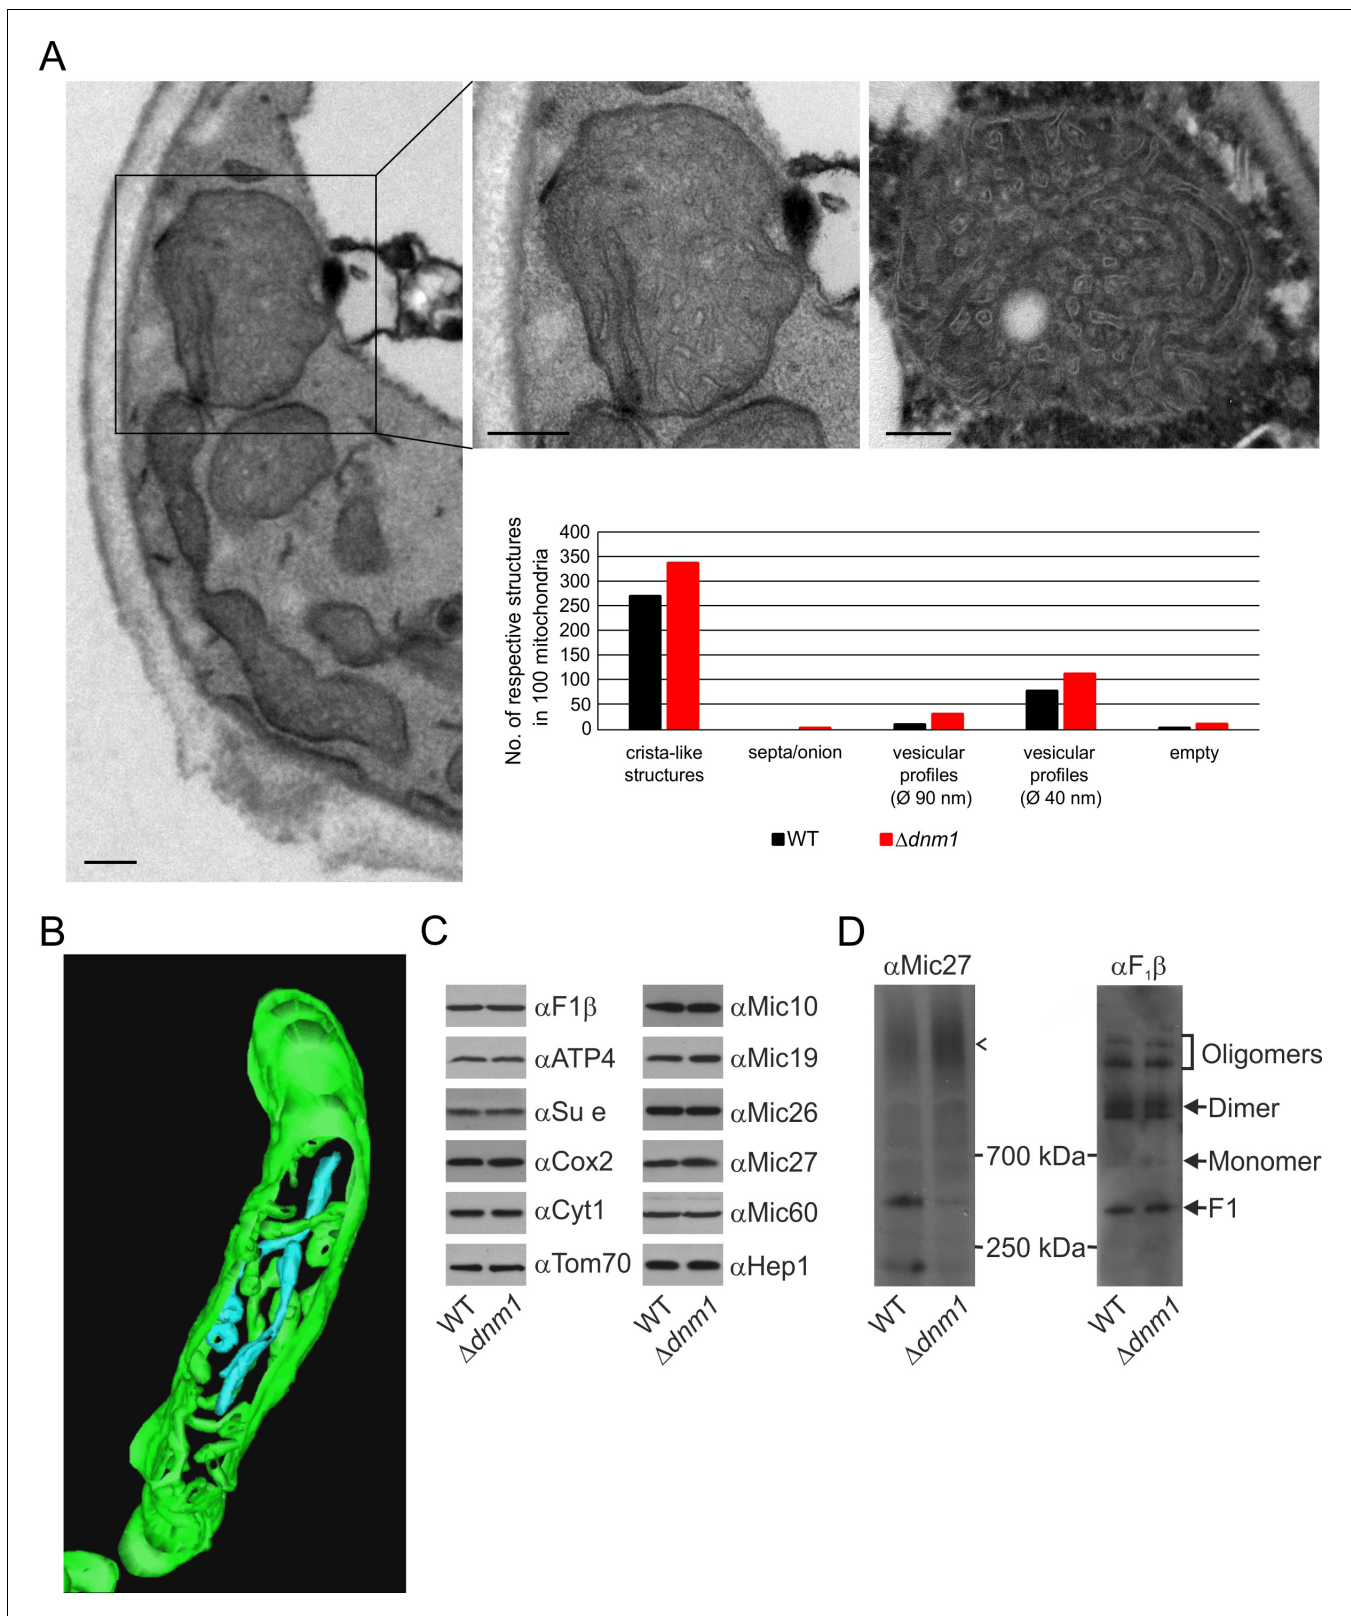 A
No. of respective structures
in 100 mitochondria
400
350
300
250
200
150
100
50
0
crista-like
structures
septa/onion
vesicular
profiles
(Ø 90 nm)
vesicular
profiles
(Ø 40 nm)
empty
WT
Δdnm1
B
C
αF1β
αATP4
αSu e
αCox2
αCyt1
αTom70
WT
Δdnm1
αMic10
αMic19
αMic26
αMic27
αMic60
αHep1
WT
Δdnm1
D
αMic27
<
700 kDa
250 kDa
WT
Δdnm1
αF₁β
Oligomers
Dimer
Monomer
F1
WT
Δdnm1